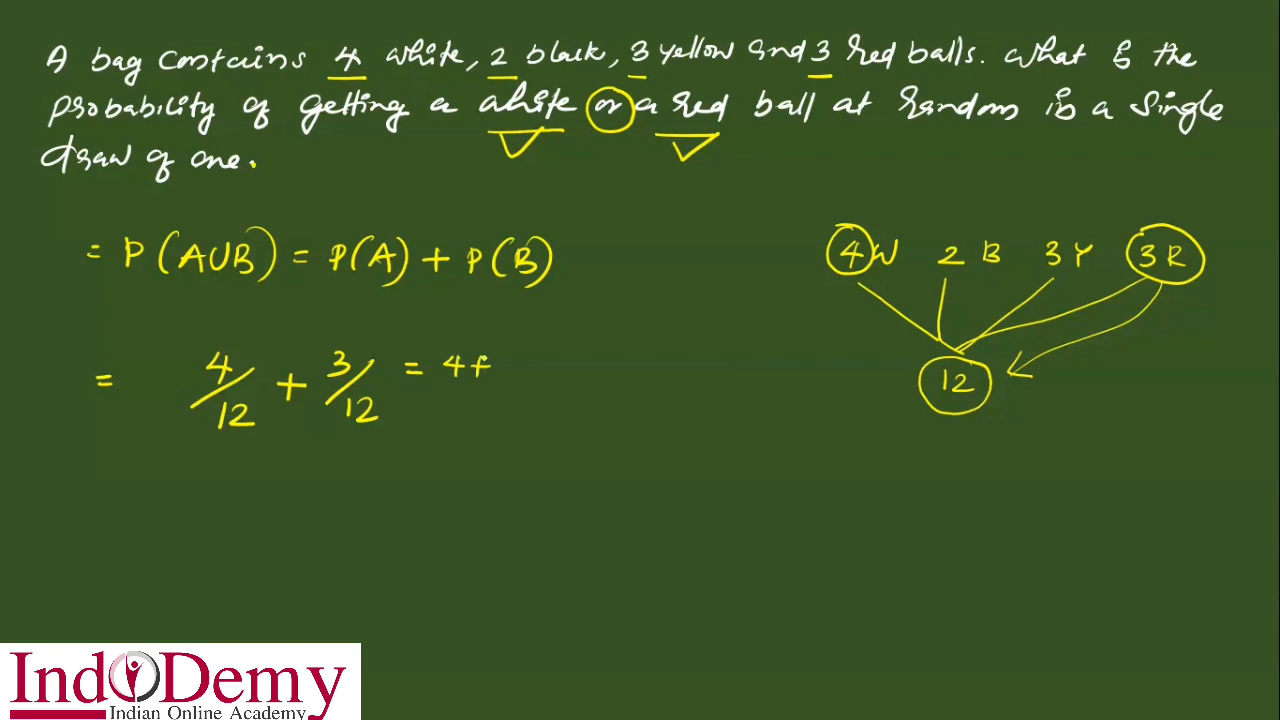 A bag contains 4 white, 2 black, 3 yellow and 3 red balls. What is the
probability of getting a white or a red ball at random is a single
draw of one.
= P(A∪B) = P(A) + P(B)
4W 2 B 3 Y 3 R
= 4/12 + 3/12 = 4+
12
IndoDemy
Indian Online Academy